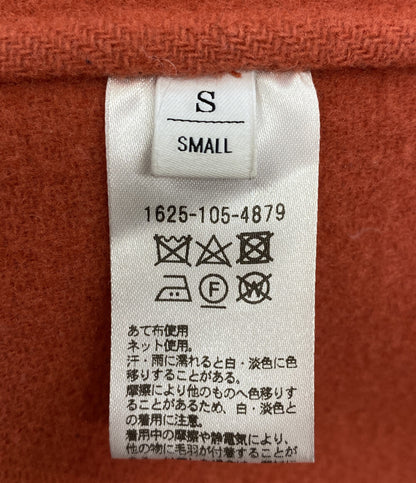 S
SMALL
1625-105-4879
F
W
あて布使用
ネット使用。
汗・雨に濡れると白・淡色に色
移りすることがある。
摩擦により他のものへ色移りす
ることがあるため、白・淡色と
の着用に注意。
着用中の摩擦や静電気により、
他の物に毛羽が付着する